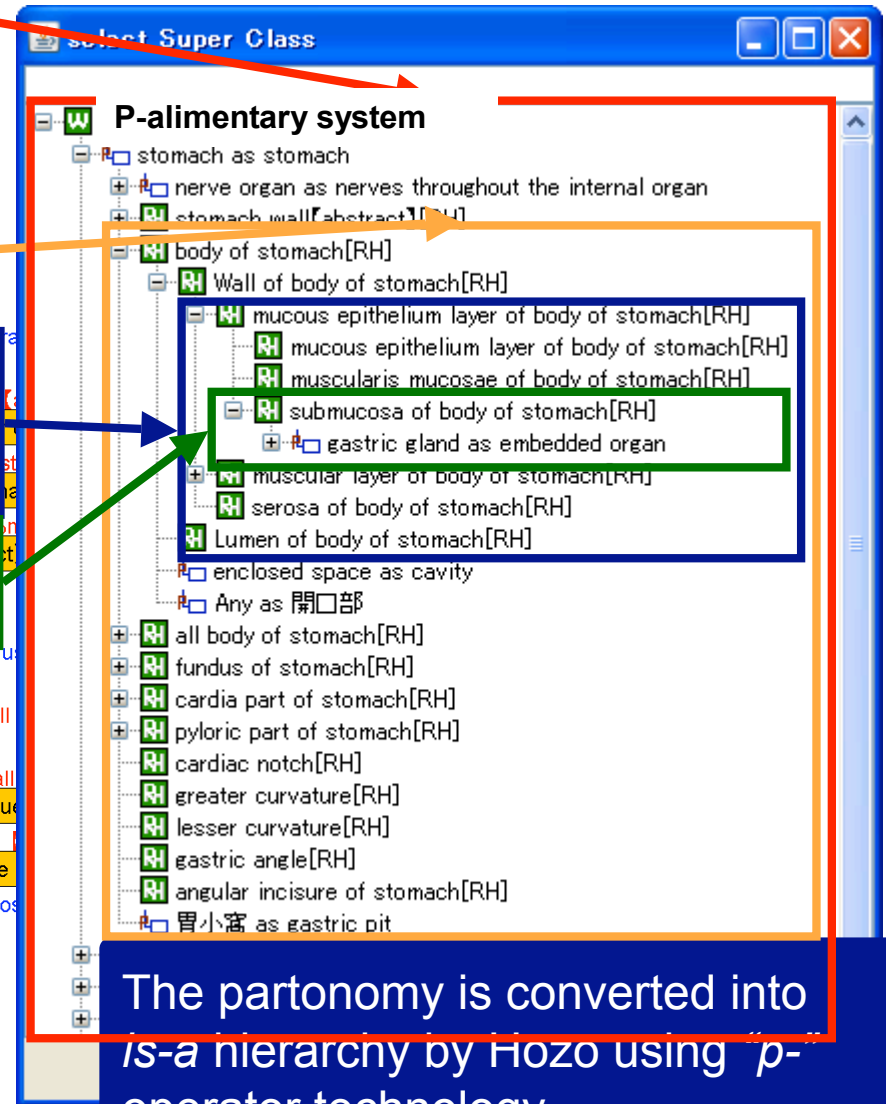 select Super Class
P-alimentary system
stomach as stomach
nerve organ as nerves throughout the internal organ
stomach wall【abstract】[RH]
body of stomach[RH]
Wall of body of stomach[RH]
mucous epithelium layer of body of stomach[RH]
mucous epithelium layer of body of stomach[RH]
muscularis mucosae of body of stomach[RH]
submucosa of body of stomach[RH]
gastric gland as embedded organ
muscular layer of body of stomach[RH]
serosa of body of stomach[RH]
Lumen of body of stomach[RH]
enclosed space as cavity
Any as 開口部
all body of stomach[RH]
fundus of stomach[RH]
cardia part of stomach[RH]
pyloric part of stomach[RH]
cardiac notch[RH]
greater curvature[RH]
lesser curvature[RH]
gastric angle[RH]
angular incisure of stomach[RH]
胃小窩 as gastric pit
The partonomy is converted into
is-a hierarchy by Hozo using “p-”
operator technology